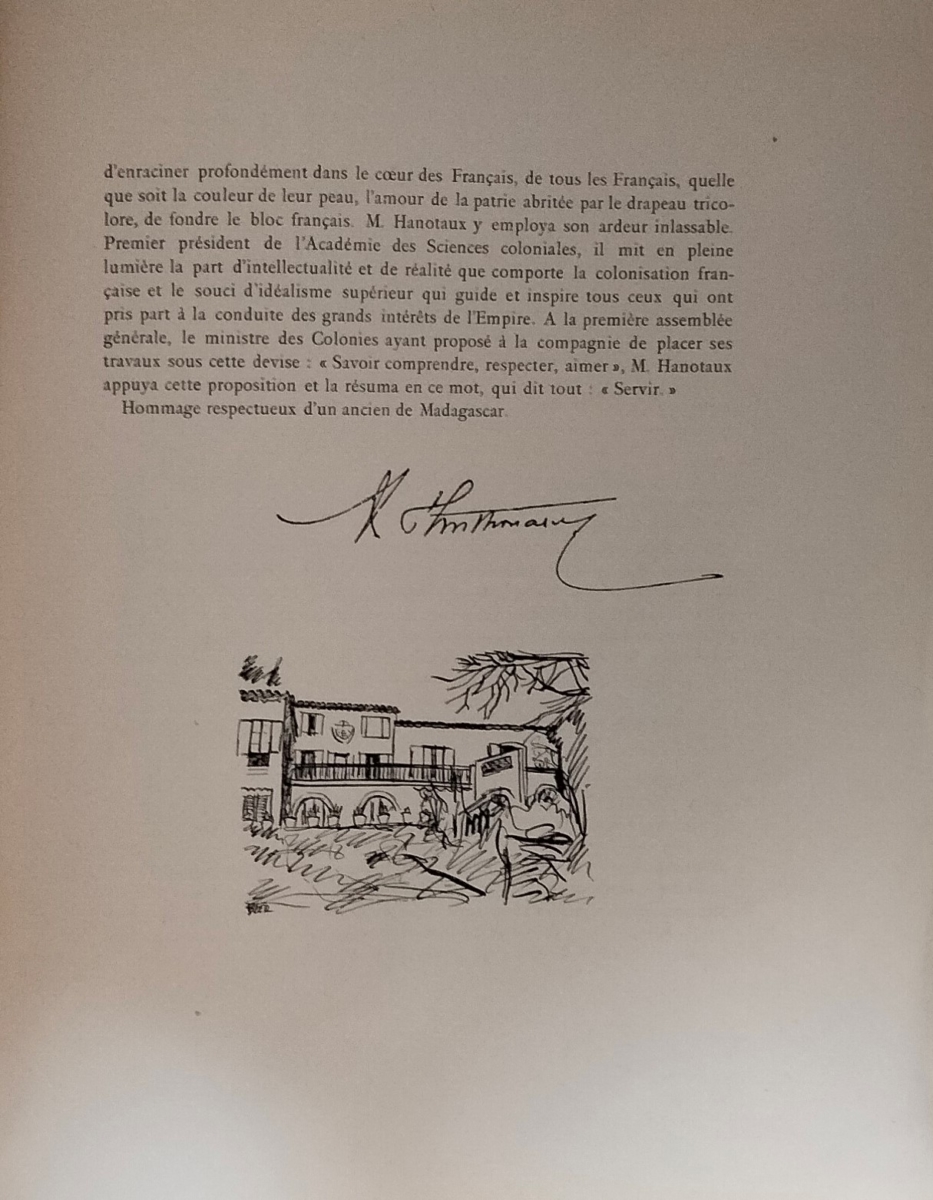 d'enraciner profondément dans le cœur des Français, de tous les Français, quelle
que soit la couleur de leur peau, l'amour de la patrie abritée par le drapeau trico-
lore, de fondre le bloc français. M. Hanotaux y employa son ardeur inlassable.
Premier président de l'Académie des Sciences coloniales, il mit en pleine
lumière la part d'intellectualité et de réalité que comporte la colonisation fran-
çaise et le souci d'idéalisme supérieur qui guide et inspire tous ceux qui ont
pris part à la conduite des grands intérêts de l'Empire. A la première assemblée
générale, le ministre des Colonies ayant proposé à la compagnie de placer ses
travaux sous cette devise : « Savoir comprendre, respecter, aimer », M. Hanotaux
appuya cette proposition et la résuma en ce mot, qui dit tout : « Servir. »
Hommage respectueux d'un ancien de Madagascar.